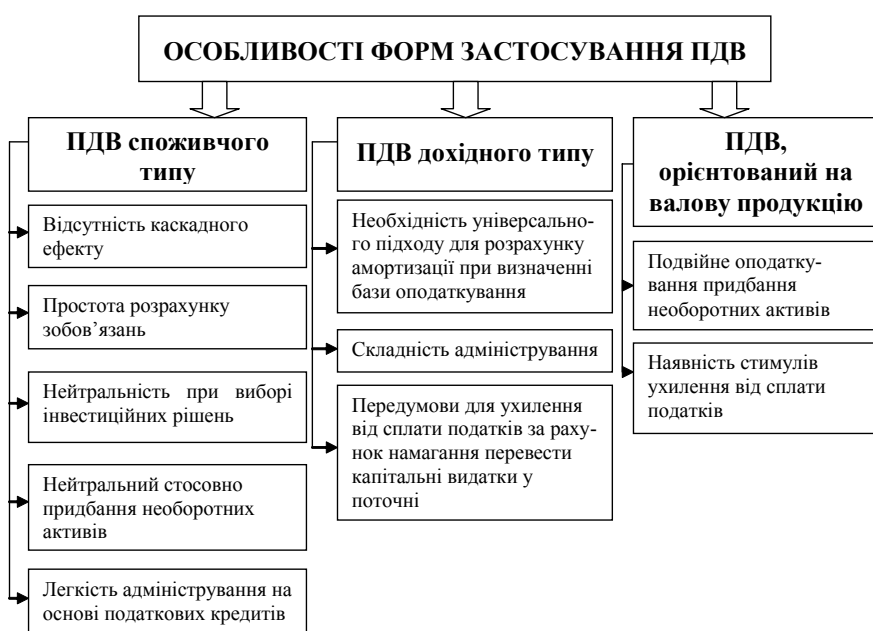 ОСОБЛИВОСТІ ФОРМ ЗАСТОСУВАННЯ ПДВ
ПДВ споживчого
типу
Відсутність каскадного
ефекту
Простота розрахунку
зобов’язань
Нейтральність при виборі
інвестиційних рішень
Нейтральний стосовно
придбання необоротних
активів
Легкість адміністрування на
основі податкових кредитів
ПДВ дохідного типу
Необхідність універсально-
го підходу для розрахунку
амортизації при визначенні
бази оподаткування
Складність адміністрування
Передумови для ухилення
від сплати податків за раху-
нок намагання перевести
капітальні видатки у
поточні
ПДВ,
орієнтований на
валову продукцію
Подвійне оподатку-
вання придбання
необоротних активів
Наявність стимулів
ухилення від сплати
податків